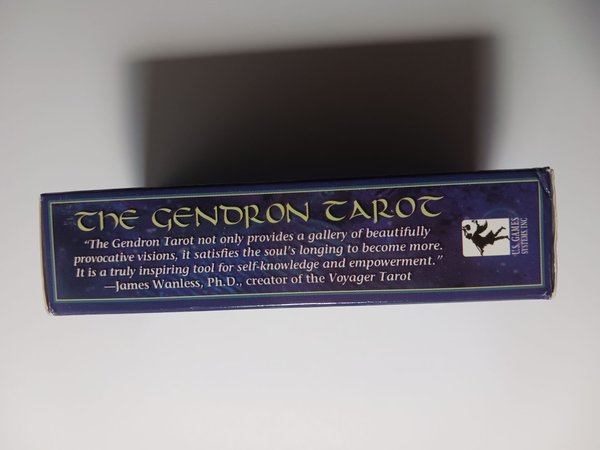 THE GENDRON TAROT
"The Gendron Tarot not only provides a gallery of beautifully
provocative visions, it satisfies the soul's longing to become more.
It is a truly inspiring tool for self-knowledge and empowerment."
—James Wanless, Ph.D., creator of the Voyager Tarot
U.S. GAMES
SYSTEMS INC